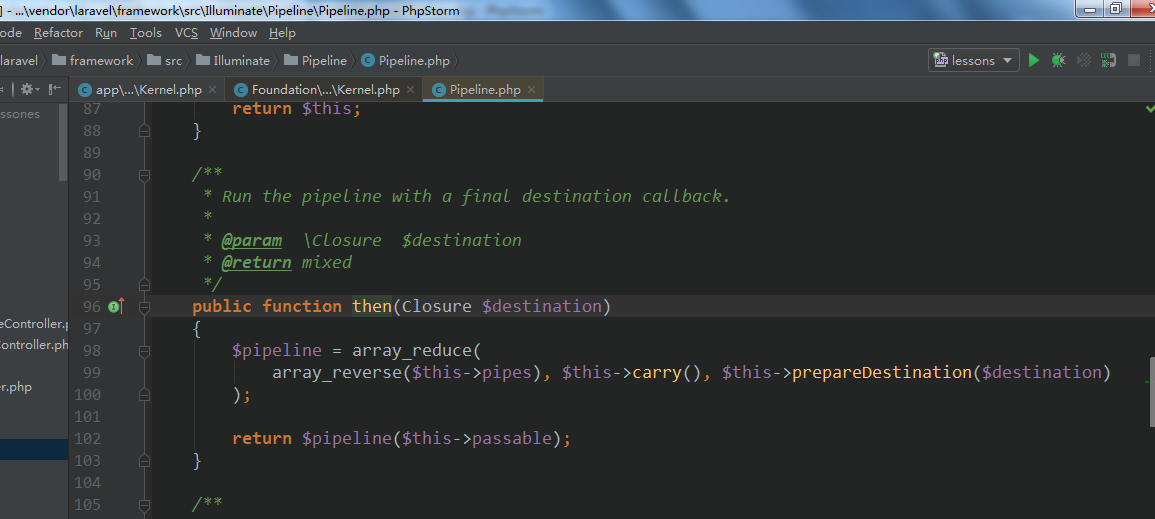 ] - ...\vendor\laravel\framework\src\Illuminate\Pipeline\Pipeline.php - PhpStorm
ode Refactor Run Tools VCS Window Help
laravel framework src Illuminate Pipeline Pipeline.php lessons
app\...\Kernel.php Foundation\...\Kernel.php Pipeline.php
ssones
eController.p
Controller.ph
er.php
87 return $this;
88 }
89
90 /**
91 * Run the pipeline with a final destination callback.
92 *
93 * @param \Closure $destination
94 * @return mixed
95 */
96 public function then(Closure $destination)
97 {
98 $pipeline = array_reduce(
99 array_reverse($this->pipes), $this->carry(), $this->prepareDestination($destination)
100 );
101
102 return $pipeline($this->passable);
103 }
104
105 /**